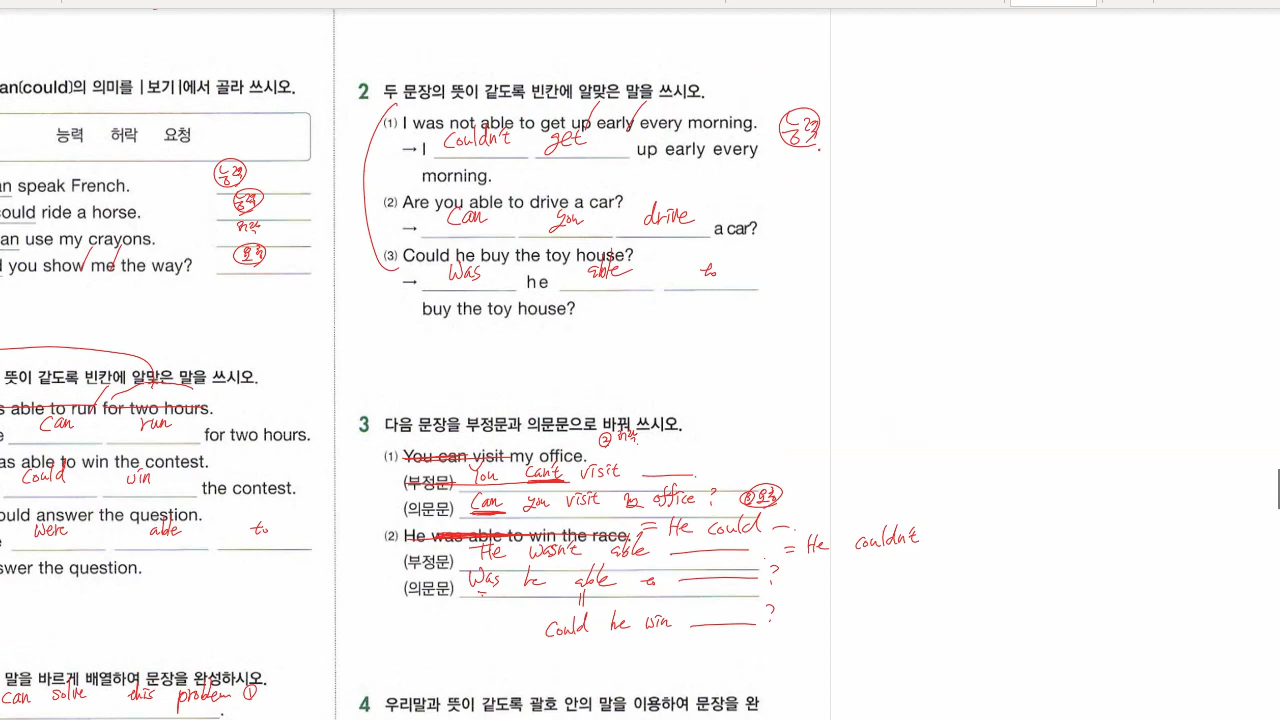 an(could)의 의미를 |보기|에서 골라 쓰시오.
능력 허락 요청
an speak French. 능력
could ride a horse. 능력
an use my crayons. 허락
d you show me the way? 요청
뜻이 같도록 빈칸에 알맞은 말을 쓰시오.
s able to run for two hours.
e can run for two hours.
as able to win the contest.
could win the contest.
ould answer the question.
e were able to
swer the question.
말을 바르게 배열하여 문장을 완성하시오.
can solve this problem ①.
2 두 문장의 뜻이 같도록 빈칸에 알맞은 말을 쓰시오.
(1) I was not able to get up early every morning. 능력.
→ I couldn't get up early every
morning.
(2) Are you able to drive a car?
→ Can you drive a car?
(3) Could he buy the toy house?
→ Was he able to
buy the toy house?
3 다음 문장을 부정문과 의문문으로 바꿔 쓰시오.
② 허락.
(1) You can visit my office.
(부정문) You can't visit .
(의문문) Can you visit office? ③ 요청
(2) He was able to win the race. = He could
(부정문) He wasn't able . = He couldn't
(의문문) Was he able to ?
Could he win ?
4 우리말과 뜻이 같도록 괄호 안의 말을 이용하여 문장을 완